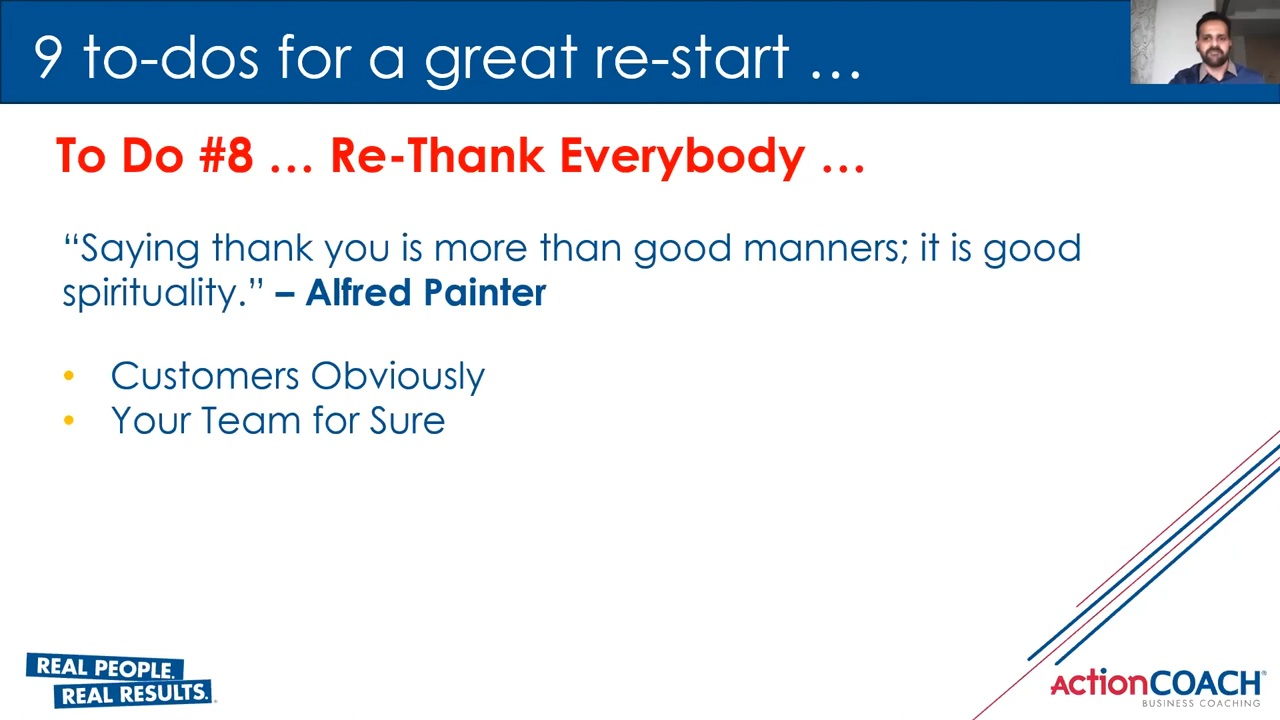 9 to-dos for a great re-start …
To Do #8 … Re-Thank Everybody …
“Saying thank you is more than good manners; it is good
spirituality.” – Alfred Painter
• Customers Obviously
• Your Team for Sure
REAL PEOPLE.
REAL RESULTS.
ActionCOACH®
BUSINESS COACHING